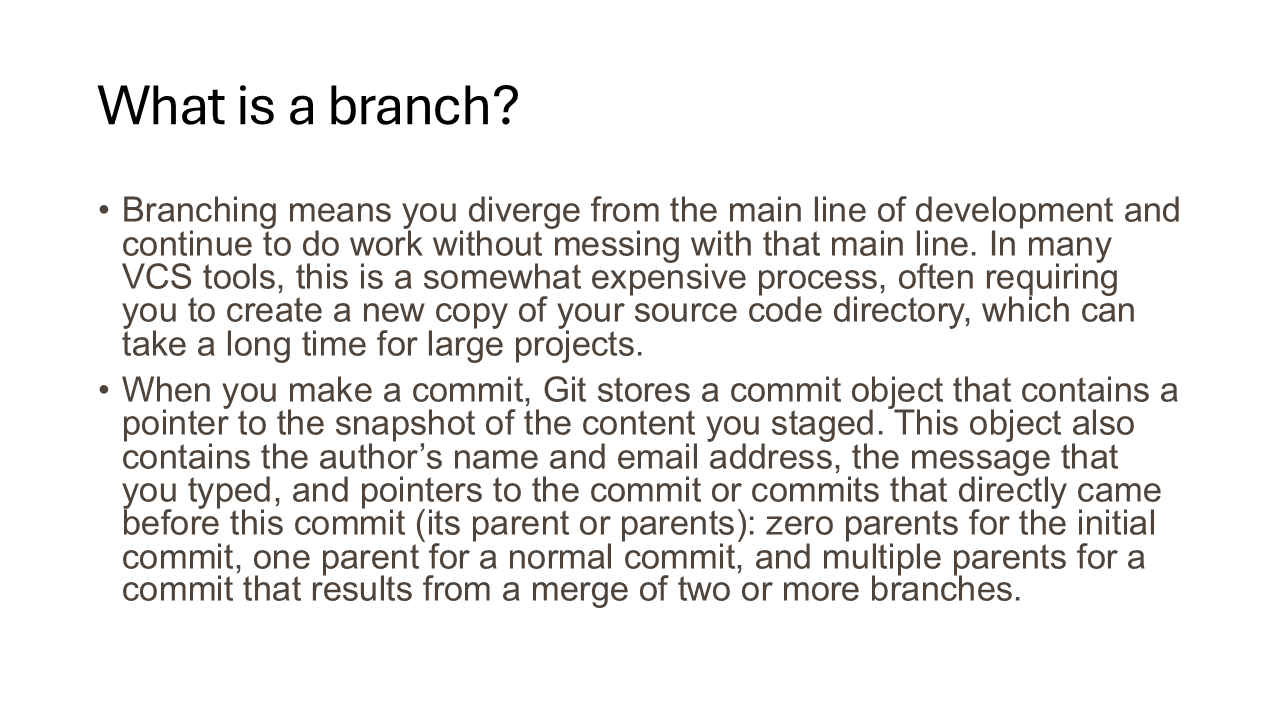 What is a branch?
• Branching means you diverge from the main line of development and
continue to do work without messing with that main line. In many
VCS tools, this is a somewhat expensive process, often requiring
you to create a new copy of your source code directory, which can
take a long time for large projects.
• When you make a commit, Git stores a commit object that contains a
pointer to the snapshot of the content you staged. This object also
contains the author’s name and email address, the message that
you typed, and pointers to the commit or commits that directly came
before this commit (its parent or parents): zero parents for the initial
commit, one parent for a normal commit, and multiple parents for a
commit that results from a merge of two or more branches.